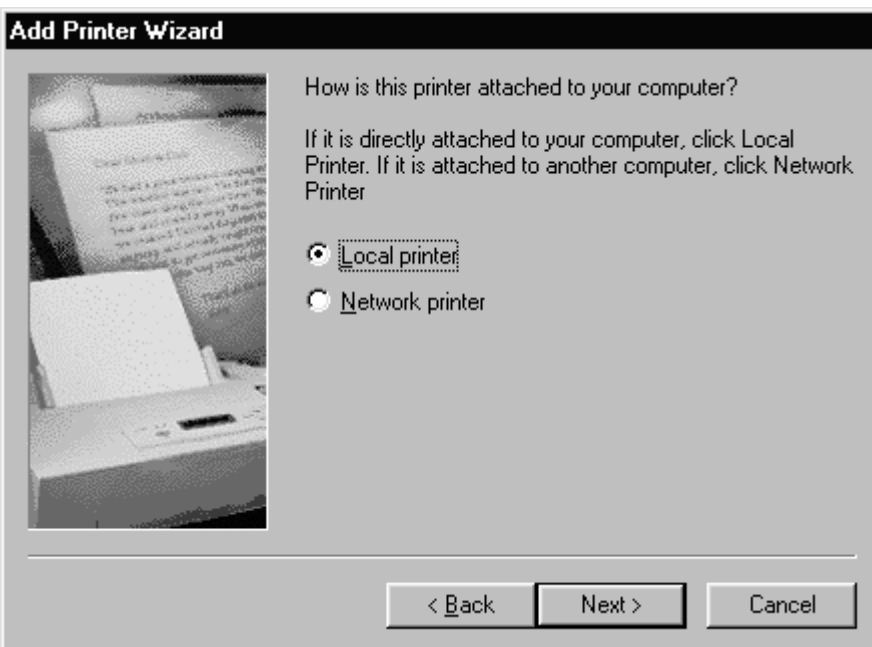 Add Printer Wizard
How is this printer attached to your computer?
If it is directly attached to your computer, click Local
Printer. If it is attached to another computer, click Network
Printer
Local printer
Network printer
< Back
Next >
Cancel